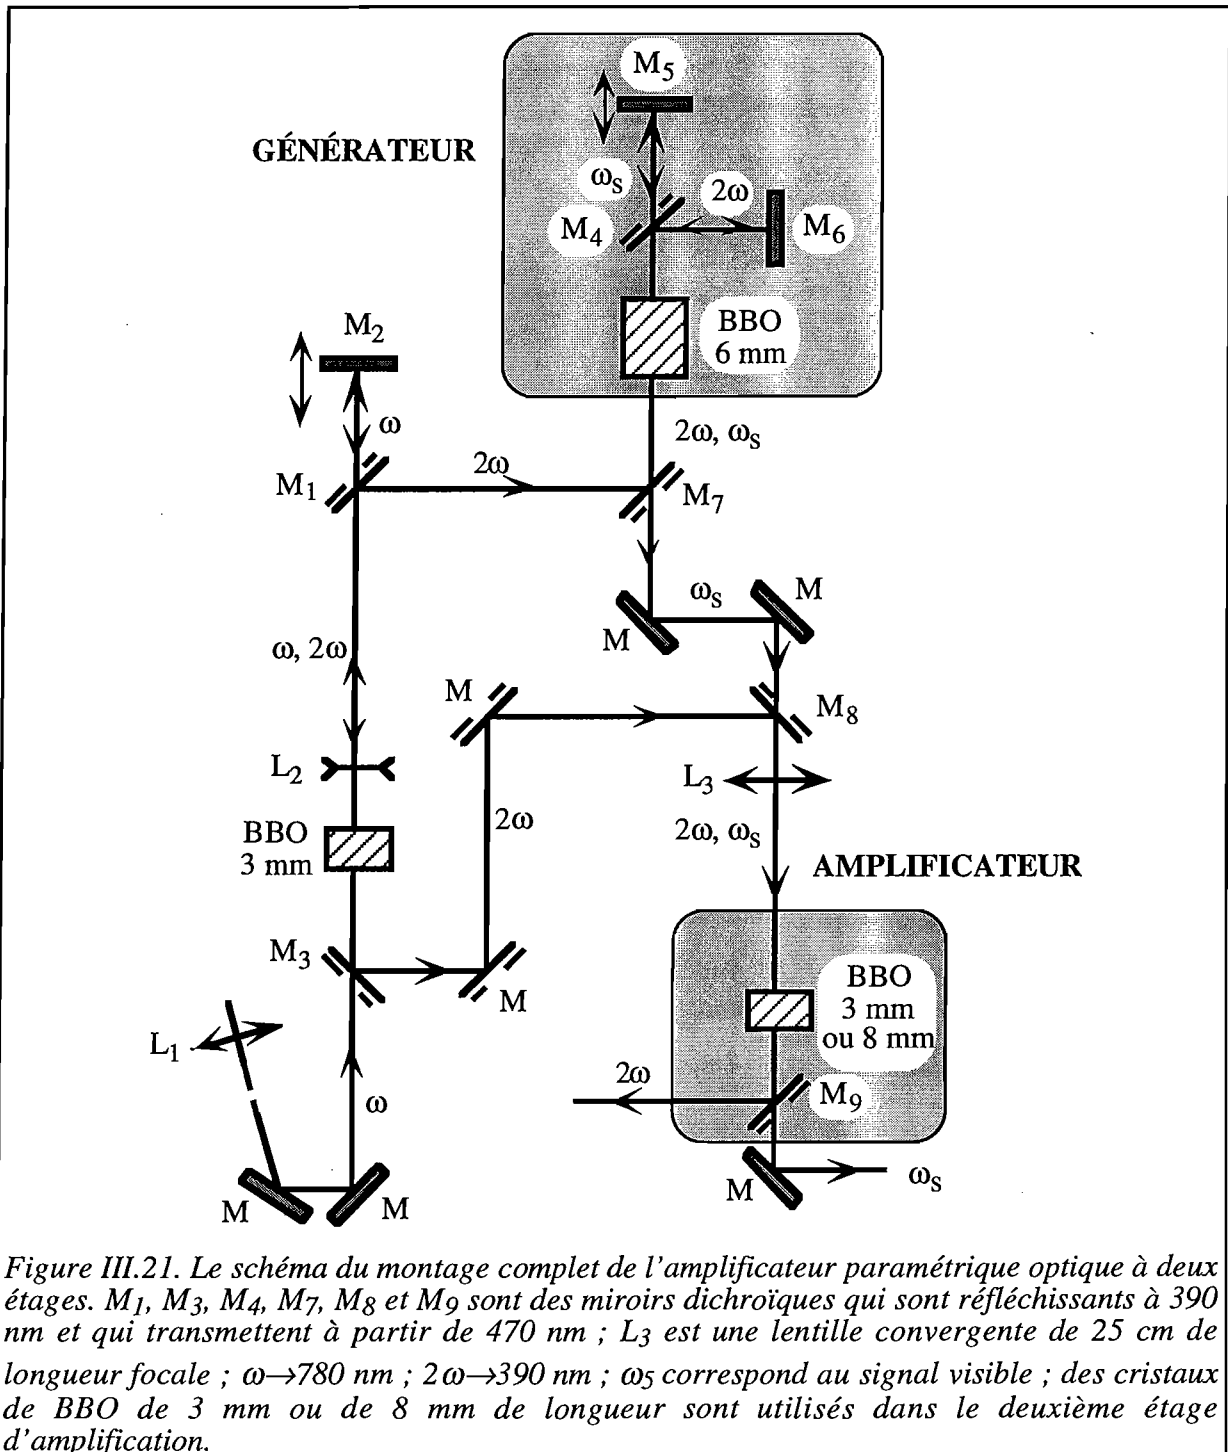 M5
GÉNÉRATEUR
ωS
2ω
M4
M6
BBO
6 mm
M2
ω
2ω, ωS
2ω
M1
M7
ωS
M
M
ω, 2ω
M
M8
L2
L3
2ω
2ω, ωS
BBO
3 mm
AMPLIFICATEUR
M3
M
BBO
3 mm
ou 8 mm
L1
2ω
M9
ω
M
M
M
ωS
Figure III.21. Le schéma du montage complet de l'amplificateur paramétrique optique à deux
étages. M1, M3, M4, M7, M8 et M9 sont des miroirs dichroïques qui sont réfléchissants à 390
nm et qui transmettent à partir de 470 nm ; L3 est une lentille convergente de 25 cm de
longueur focale ; ω→780 nm ; 2ω→390 nm ; ω5 correspond au signal visible ; des cristaux
de BBO de 3 mm ou de 8 mm de longueur sont utilisés dans le deuxième étage
d'amplification.